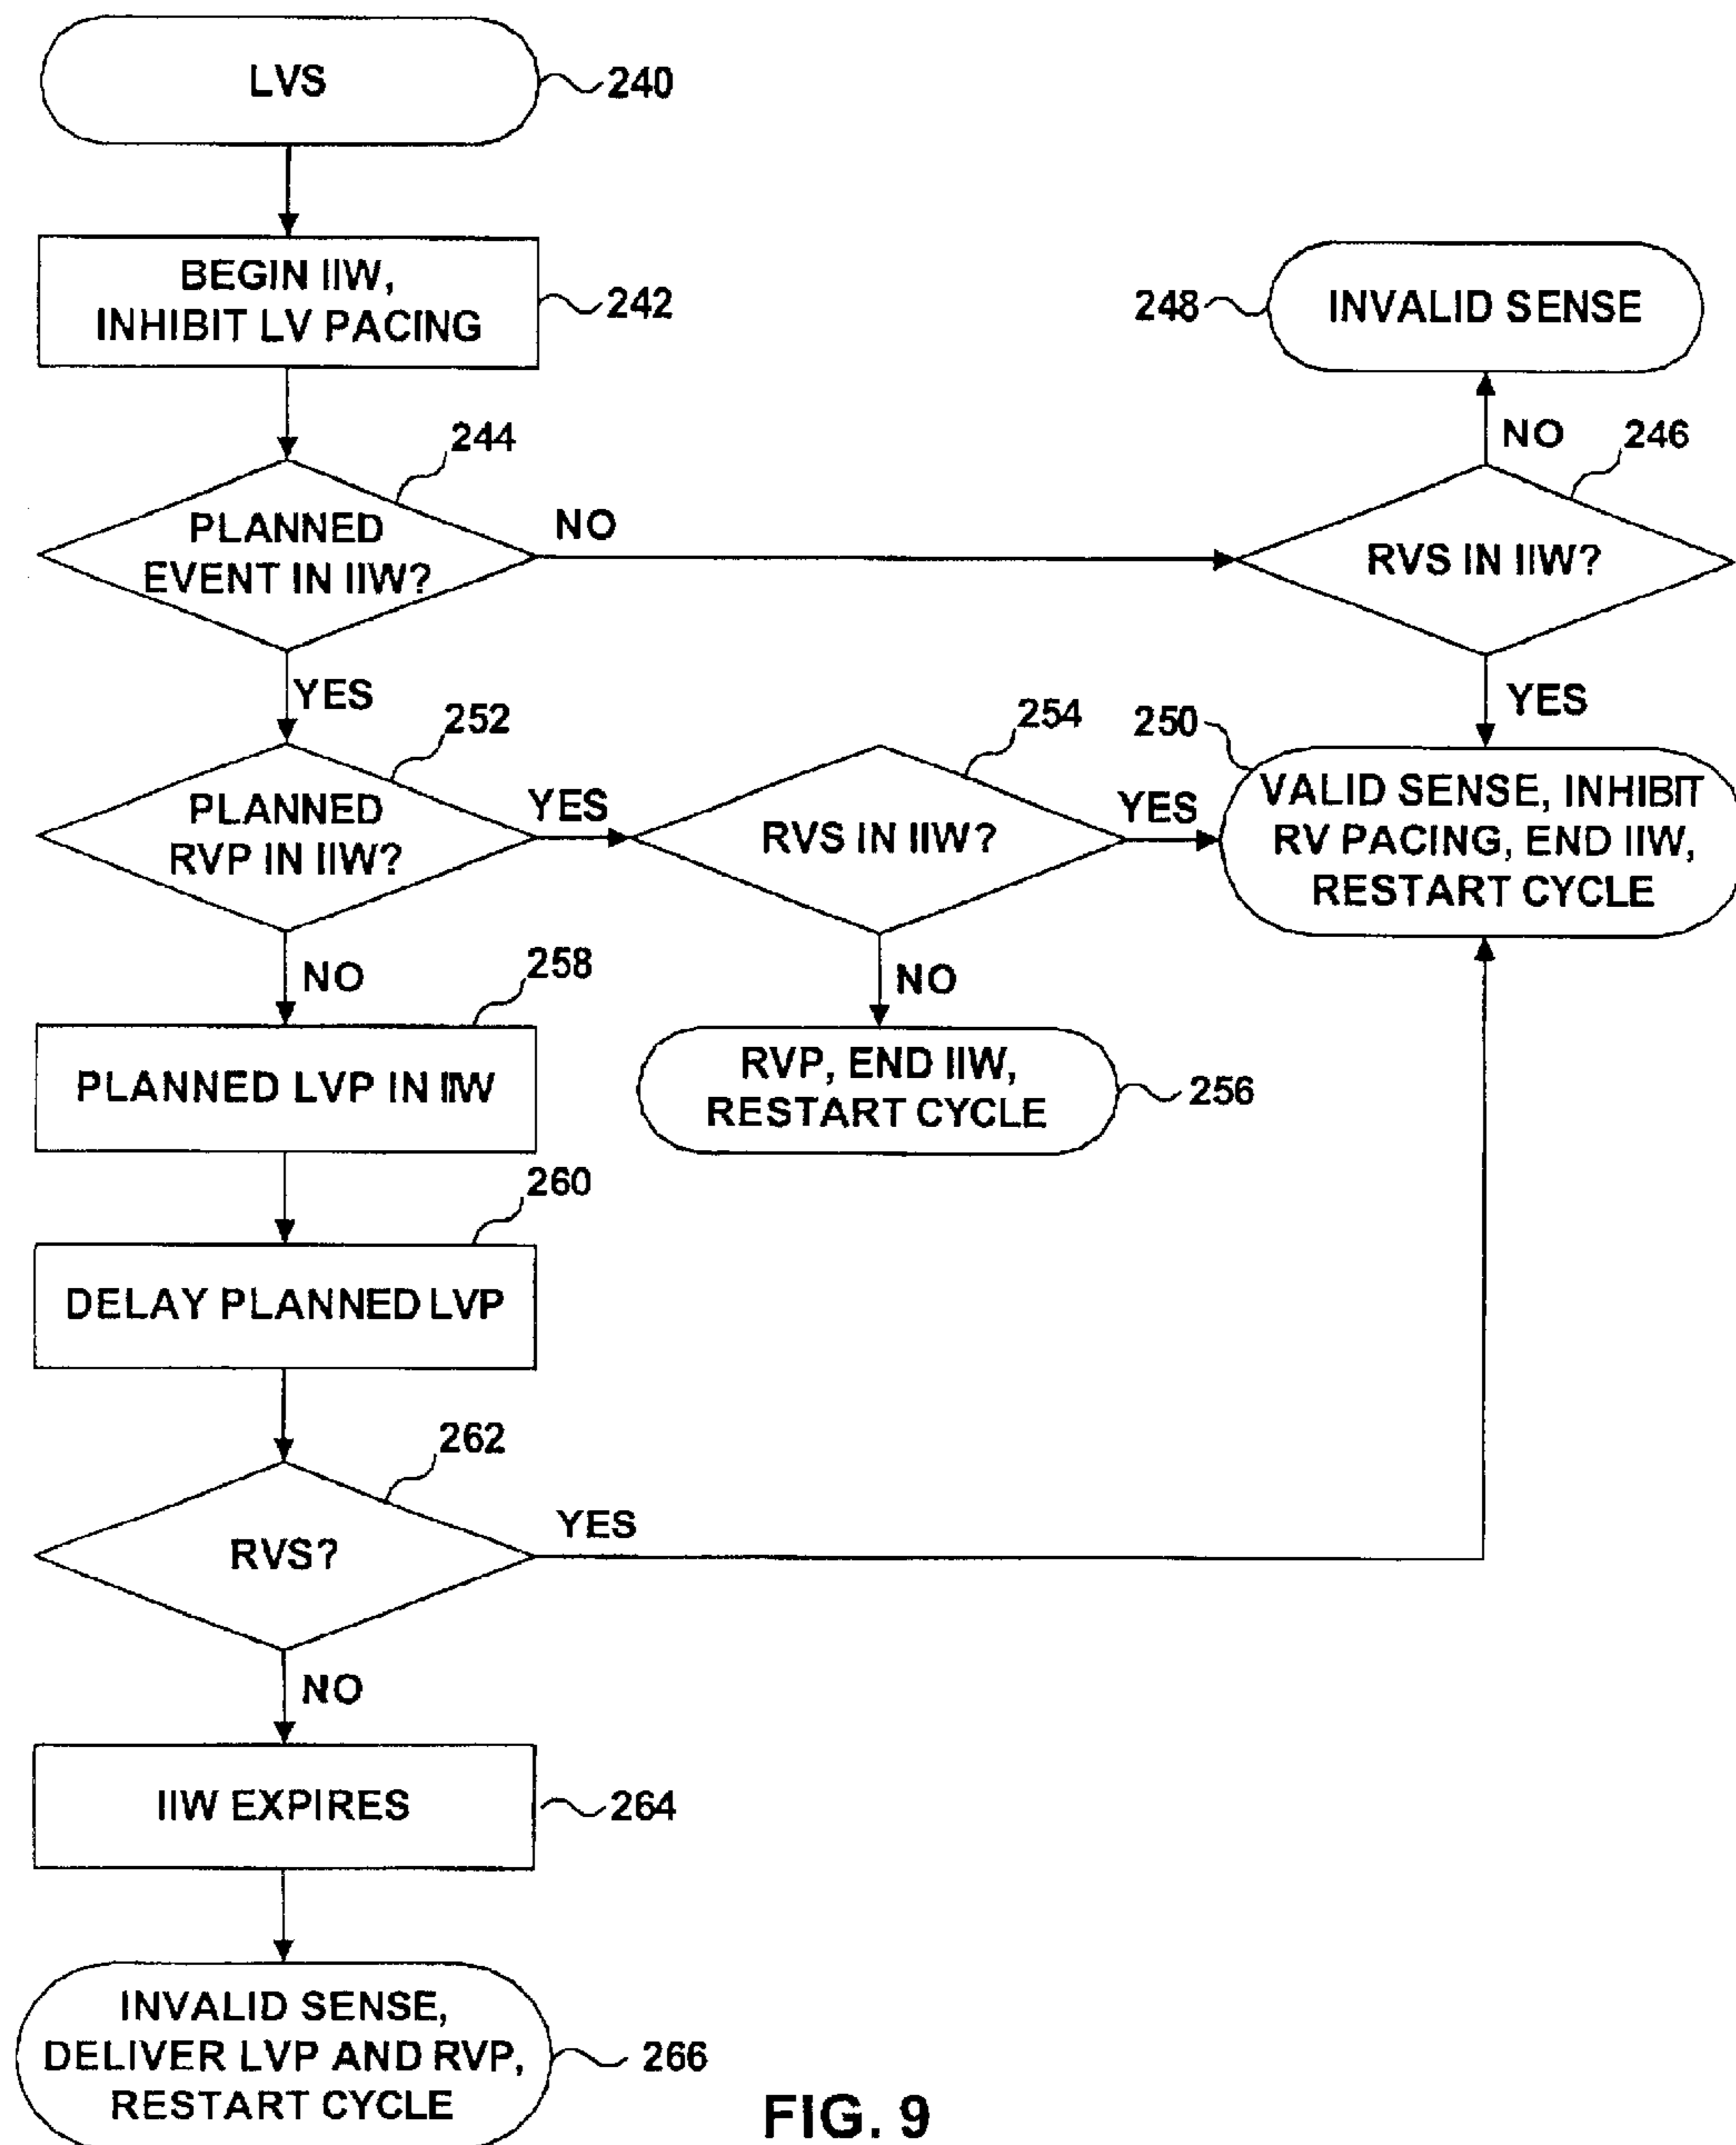 LVS
240
BEGIN IIW,
INHIBIT LV PACING
242
248
INVALID SENSE
244
NO
246
PLANNED
EVENT IN IIW?
NO
RVS IN IIW?
YES
252
254
250
YES
PLANNED
RVP IN IIW?
YES
RVS IN IIW?
YES
VALID SENSE, INHIBIT
RV PACING, END IIW,
RESTART CYCLE
NO
258
NO
PLANNED LVP IN IIW
RVP, END IIW,
RESTART CYCLE
256
260
DELAY PLANNED LVP
262
RVS?
YES
NO
IIW EXPIRES
264
INVALID SENSE,
DELIVER LVP AND RVP,
RESTART CYCLE
266
FIG. 9